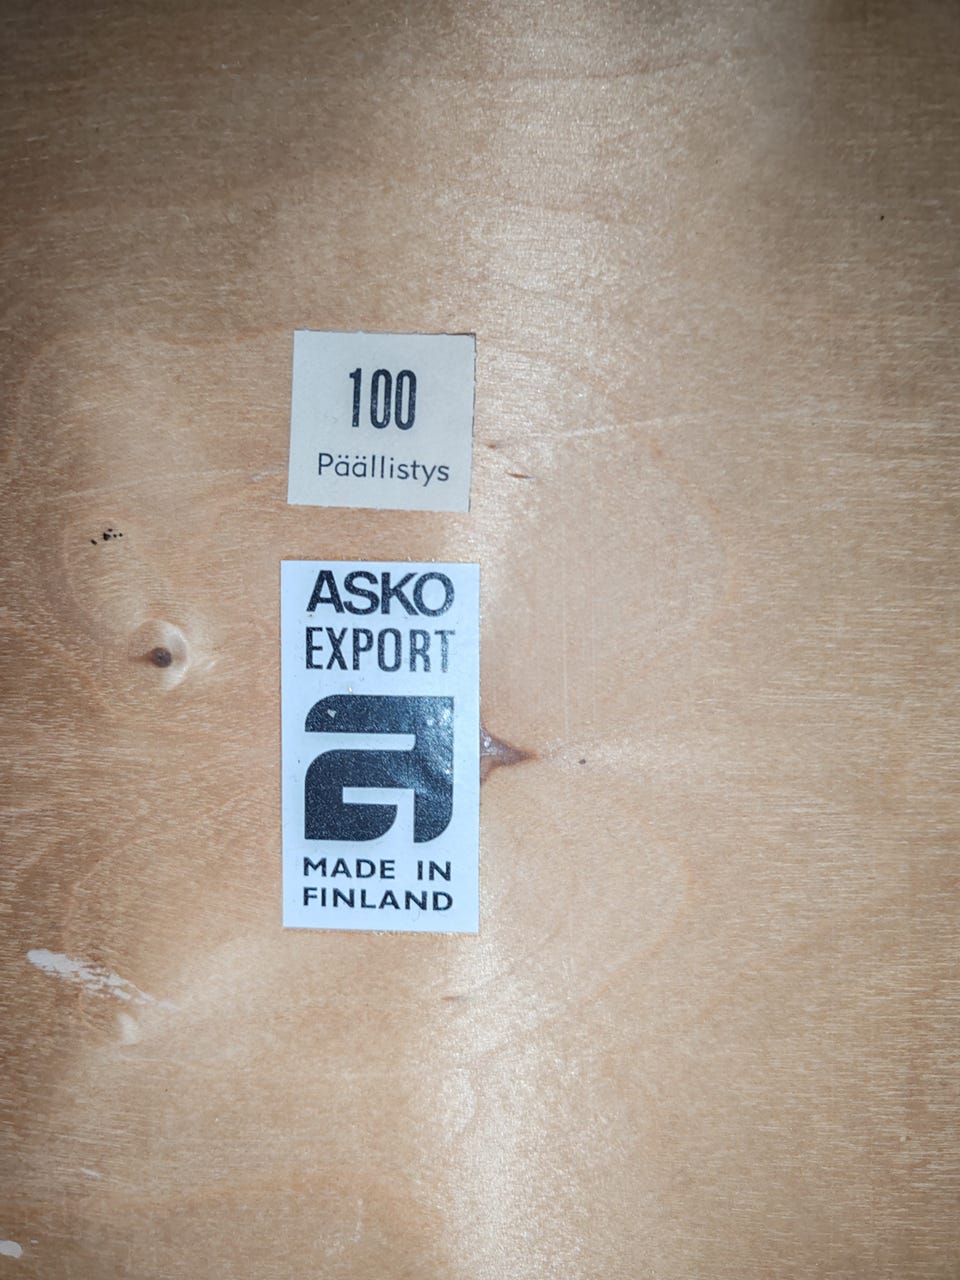 100
Päällistys
ASKO
EXPORT
MADE IN
FINLAND